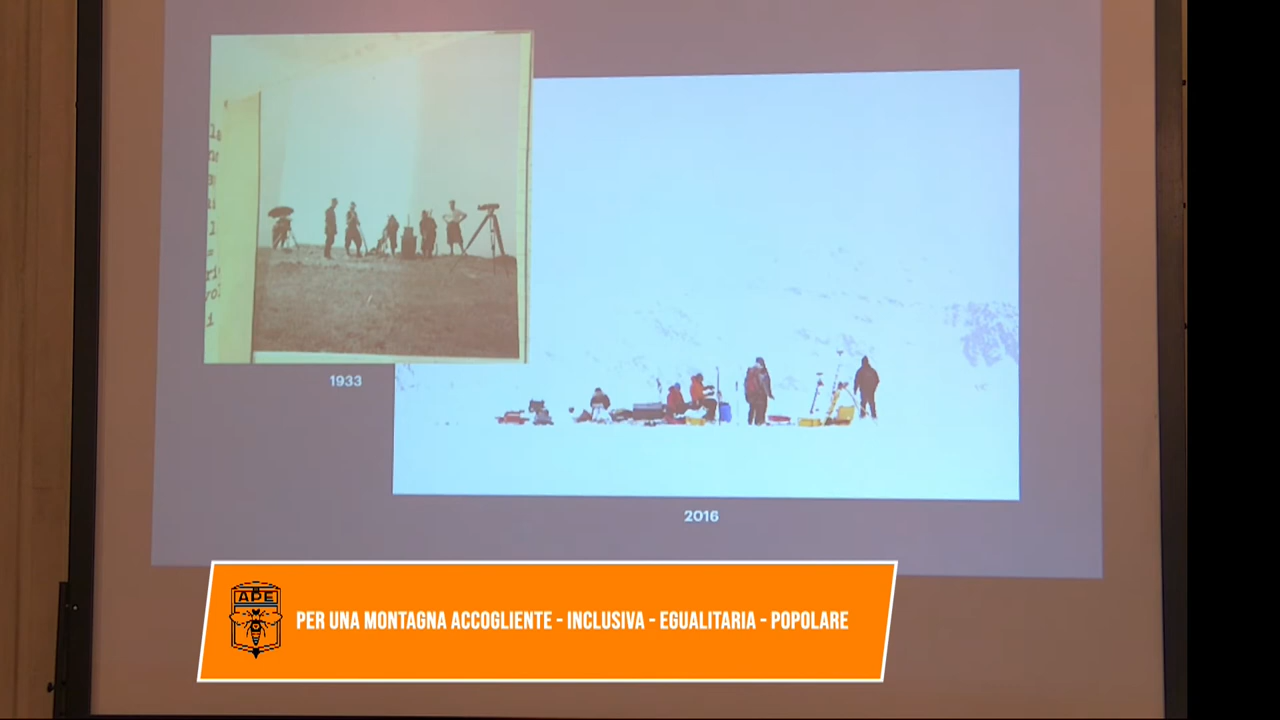 1933
2016
APE
PER UNA MONTAGNA ACCOGLIENTE - INCLUSIVA - EGUALITARIA - POPOLARE